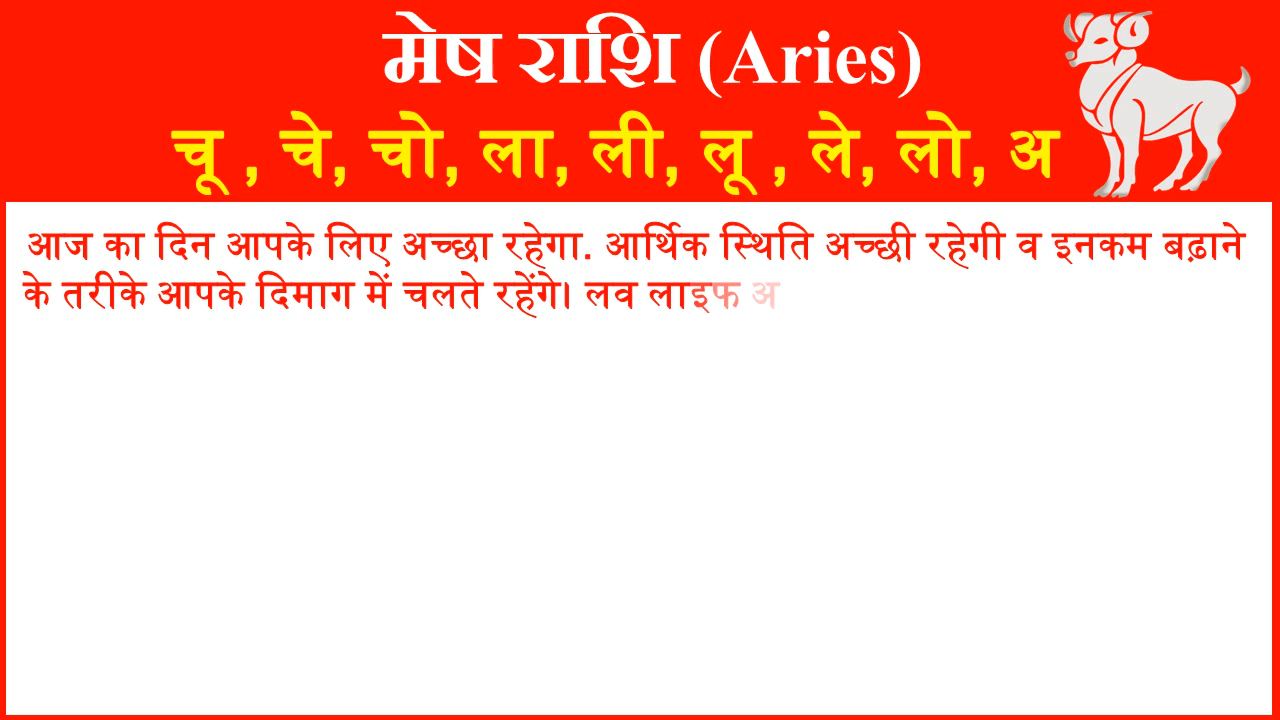 मेष राशि (Aries)
चू , चे, चो, ला, ली, लू , ले, लो, अ
आज का दिन आपके लिए अच्छा रहेगा. आर्थिक स्थिति अच्छी रहेगी व इनकम बढ़ाने
के तरीके आपके दिमाग में चलते रहेंगे। लव लाइफ अ